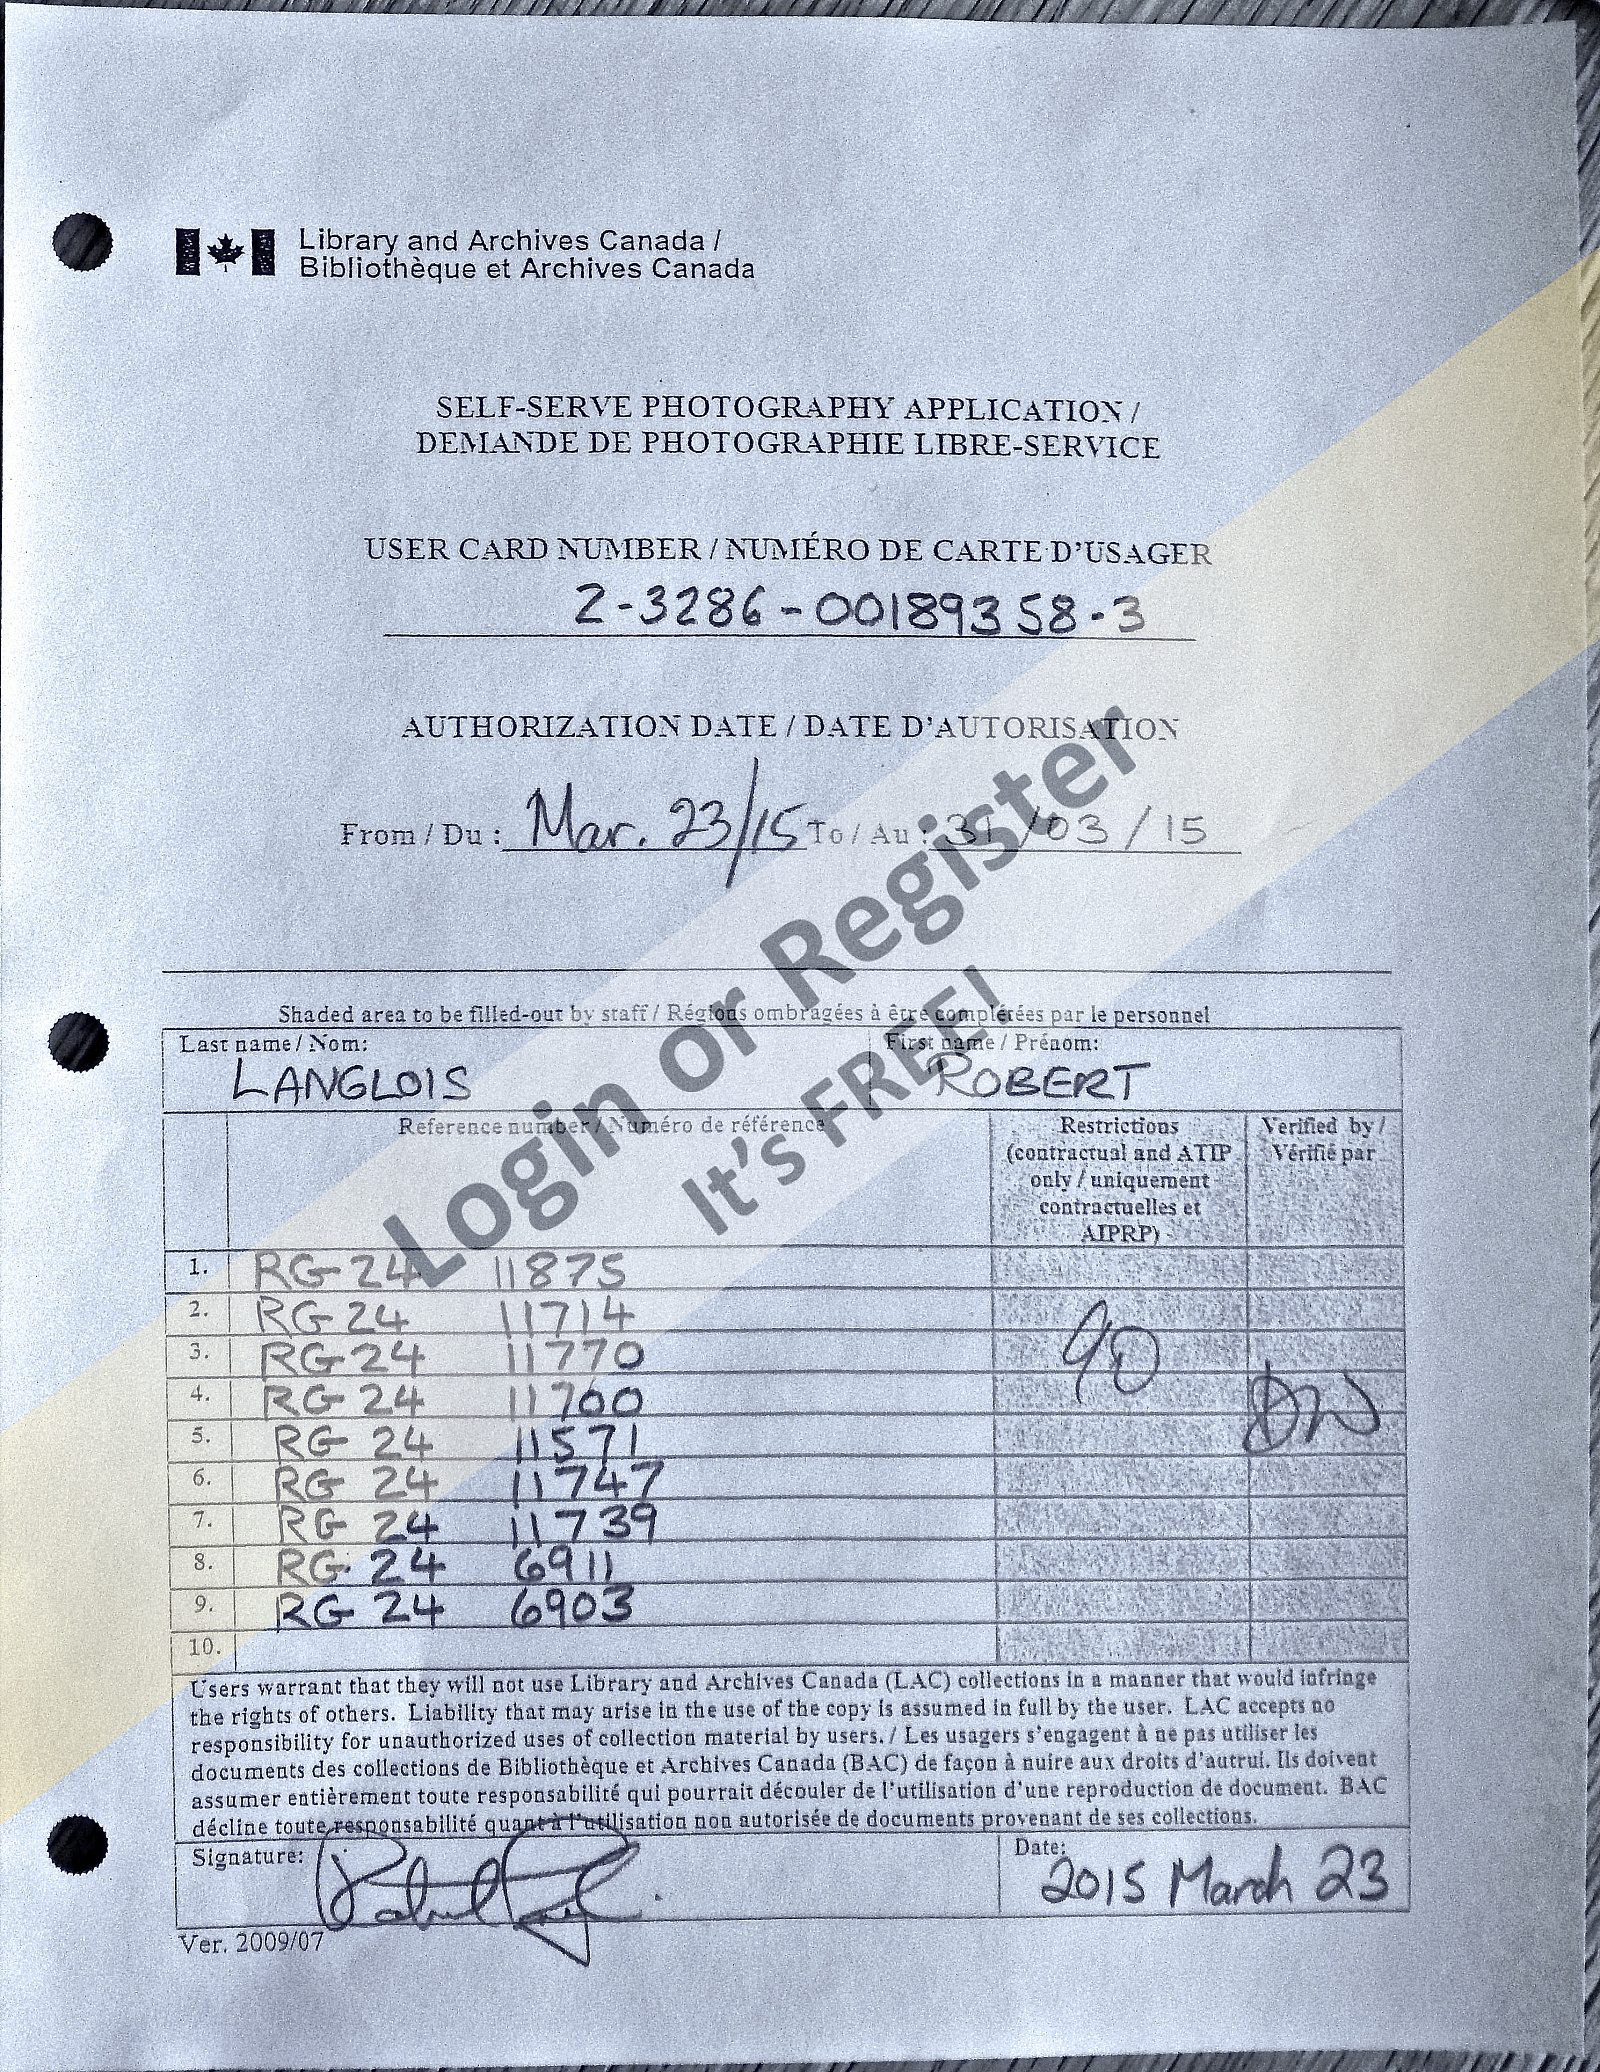 Library and Archives Canada /
Bibliothèque et Archives Canada
SELF-SERVE PHOTOGRAPHY APPLICATION /
DEMANDE DE PHOTOGRAPHIE LIBRE-SERVICE
USER CARD NUMBER / NUMÉRO DE CARTE D'USAGER
2-3286-00189358-3
AUTHORIZATION DATE / DATE D'AUTORISATION
From / Du : Mar. 23/15 To / Au : 31/03/15
Shaded area to be filled-out by staff / Régions ombragées à être complétées par le personnel
Last name / Nom: First name / Prénom:
LANGLOIS ROBERT
Reference number / Numéro de référence
Restrictions
(contractual and ATIP
only / uniquement
contractuelles et
AIPRP)
Verified by /
Vérifié par
1. RG 24 11875
2. RG 24 11714
3. RG 24 11770
4. RG 24 11700
5. RG 24 11571
6. RG 24 11747
7. RG 24 11739
8. RG 24 6911
9. RG 24 6903
10.
90
DW
Users warrant that they will not use Library and Archives Canada (LAC) collections in a manner that would infringe
the rights of others. Liability that may arise in the use of the copy is assumed in full by the user. LAC accepts no
responsibility for unauthorized uses of collection material by users. / Les usagers s'engagent à ne pas utiliser les
documents des collections de Bibliothèque et Archives Canada (BAC) de façon à nuire aux droits d'autrui. Ils doivent
assumer entièrement toute responsabilité qui pourrait découler de l'utilisation d'une reproduction de document. BAC
décline toute responsabilité quant à l'utilisation non autorisée de documents provenant de ses collections.
Signature: Date:
2015 March 23
Ver. 2009/07
Login or Register
It's FREE!